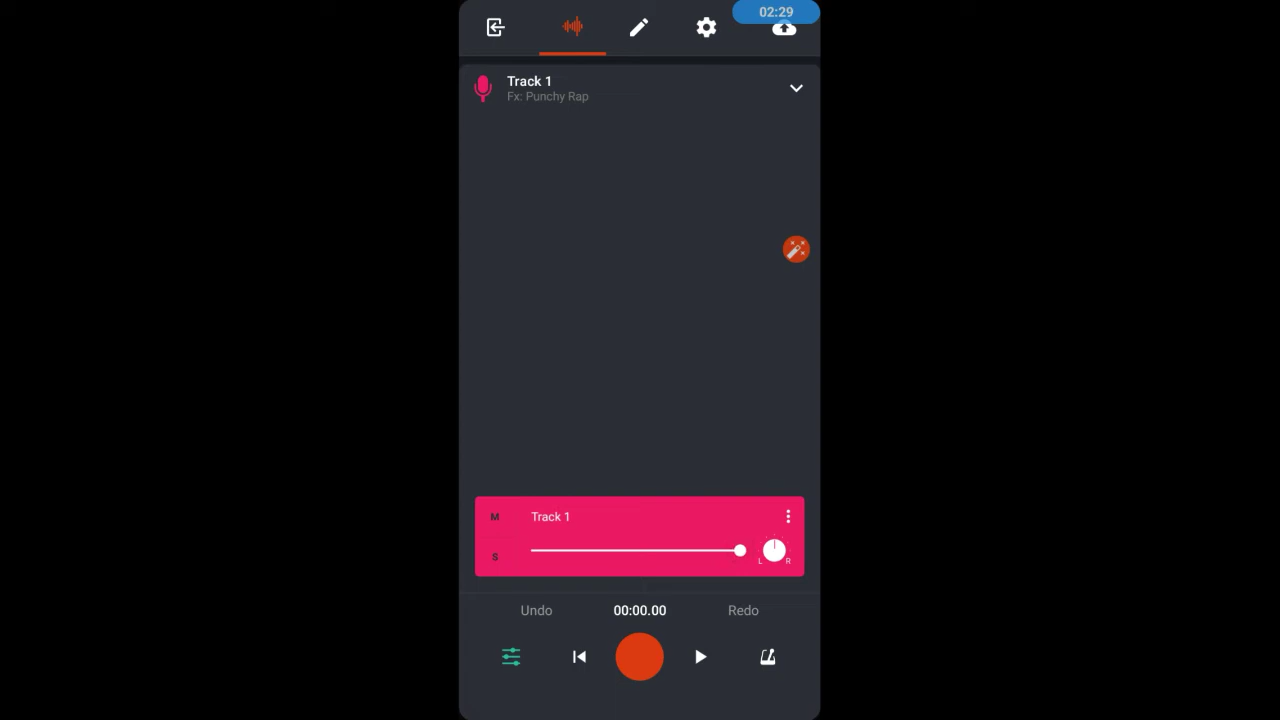 02:29
Track 1
Fx: Punchy Rap
M
Track 1
S
L
R
Undo
00:00.00
Redo